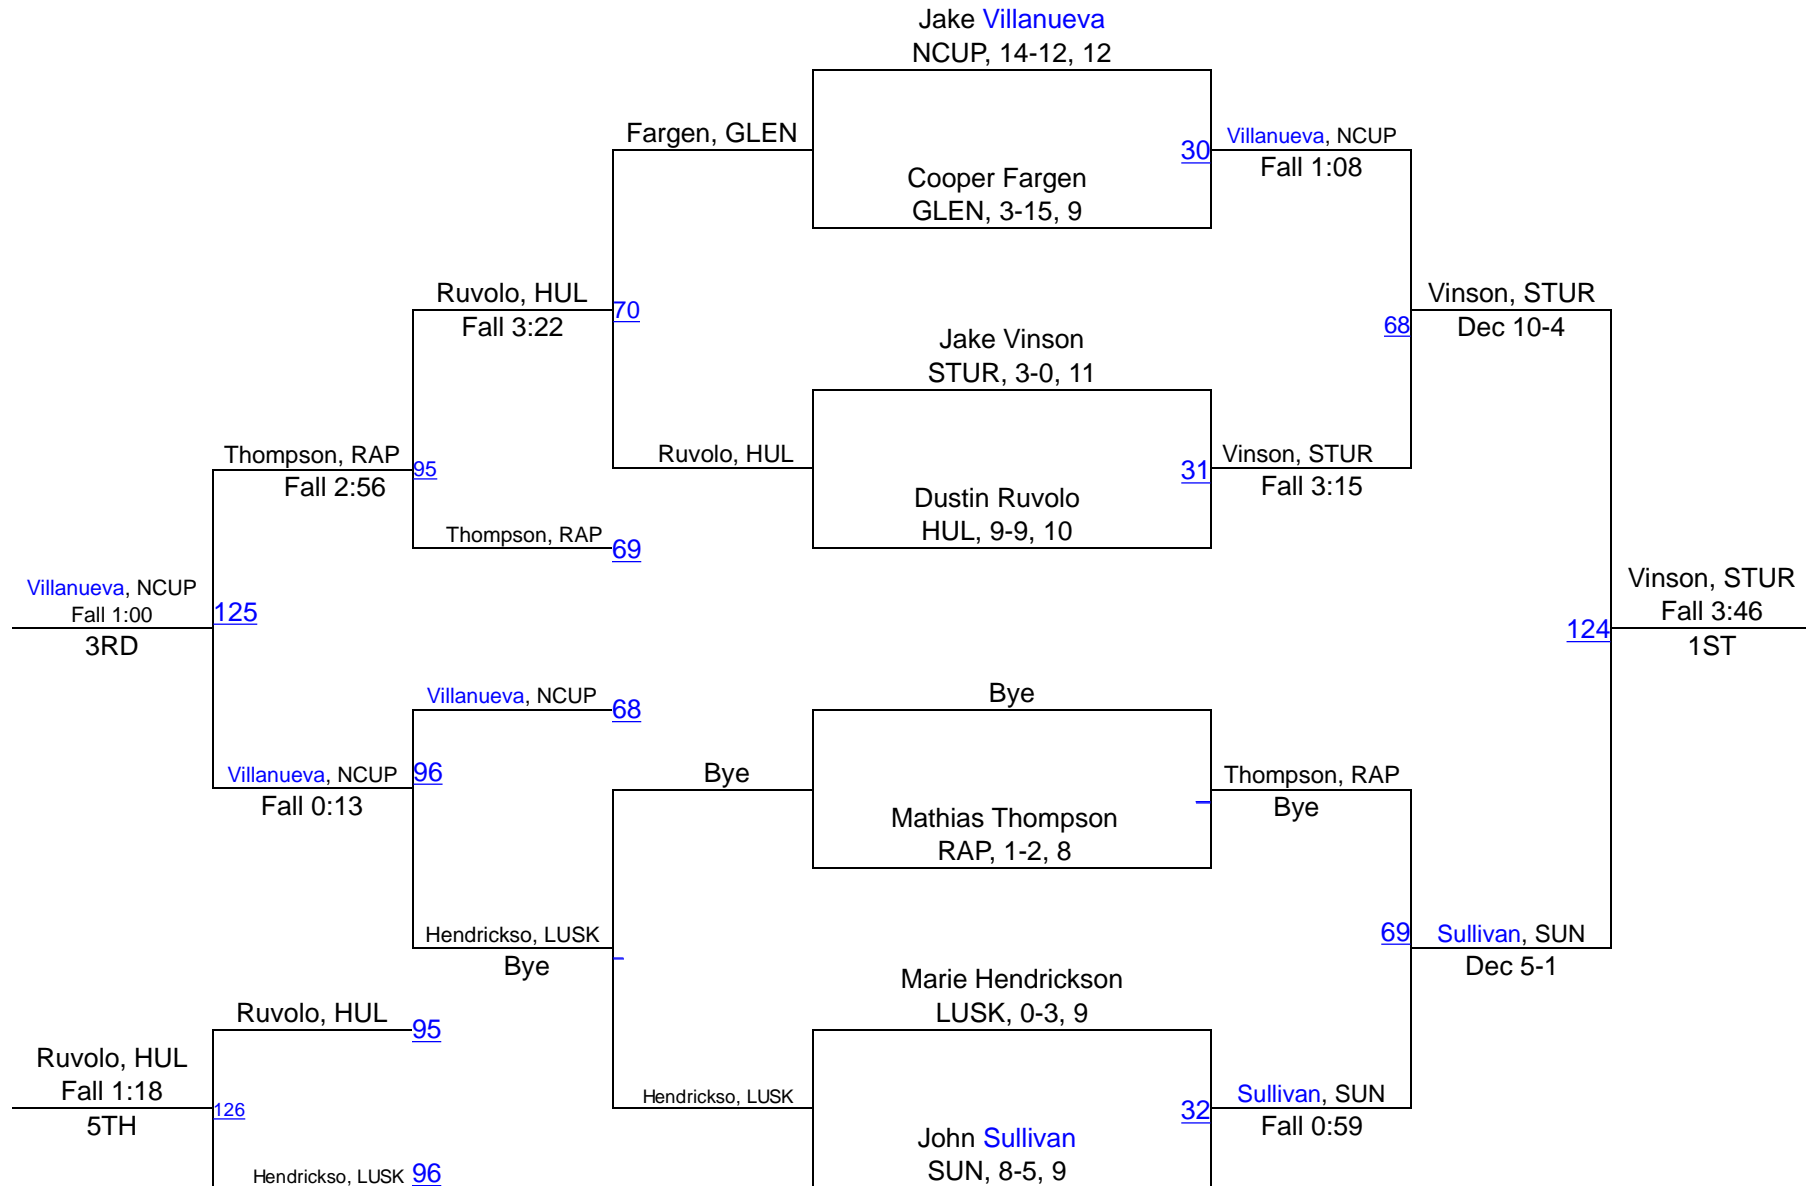 Jake Villanueva
NCUP, 14-12, 12
Fargen, GLEN
30
Villanueva, NCUP
Fall 1:08
Cooper Fargen
GLEN, 3-15, 9
Ruvolo, HUL
Fall 3:22
70
Vinson, STUR
Dec 10-4
68
Jake Vinson
STUR, 3-0, 11
Thompson, RAP
Fall 2:56
95
Ruvolo, HUL
31
Vinson, STUR
Fall 3:15
Dustin Ruvolo
HUL, 9-9, 10
Thompson, RAP
69
Villanueva, NCUP
Fall 1:00
3RD
125
124
Vinson, STUR
Fall 3:46
1ST
Villanueva, NCUP
68
Bye
Villanueva, NCUP
Fall 0:13
96
Bye
Thompson, RAP
Bye
Mathias Thompson
RAP, 1-2, 8
Hendrickso, LUSK
Bye
69
Sullivan, SUN
Dec 5-1
Marie Hendrickson
LUSK, 0-3, 9
Ruvolo, HUL
95
Ruvolo, HUL
Fall 1:18
5TH
126
Hendrickso, LUSK
32
Sullivan, SUN
Fall 0:59
John Sullivan
SUN, 8-5, 9
Hendrickso, LUSK
96